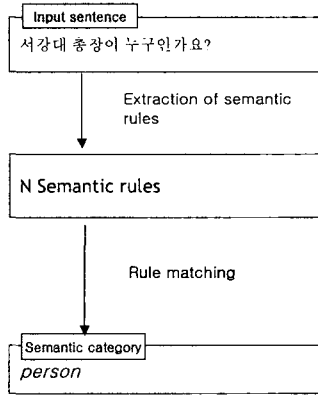 Input sentence
서강대 총장이 누구인가요?
Extraction of semantic
rules
N Semantic rules
Rule matching
Semantic category
person